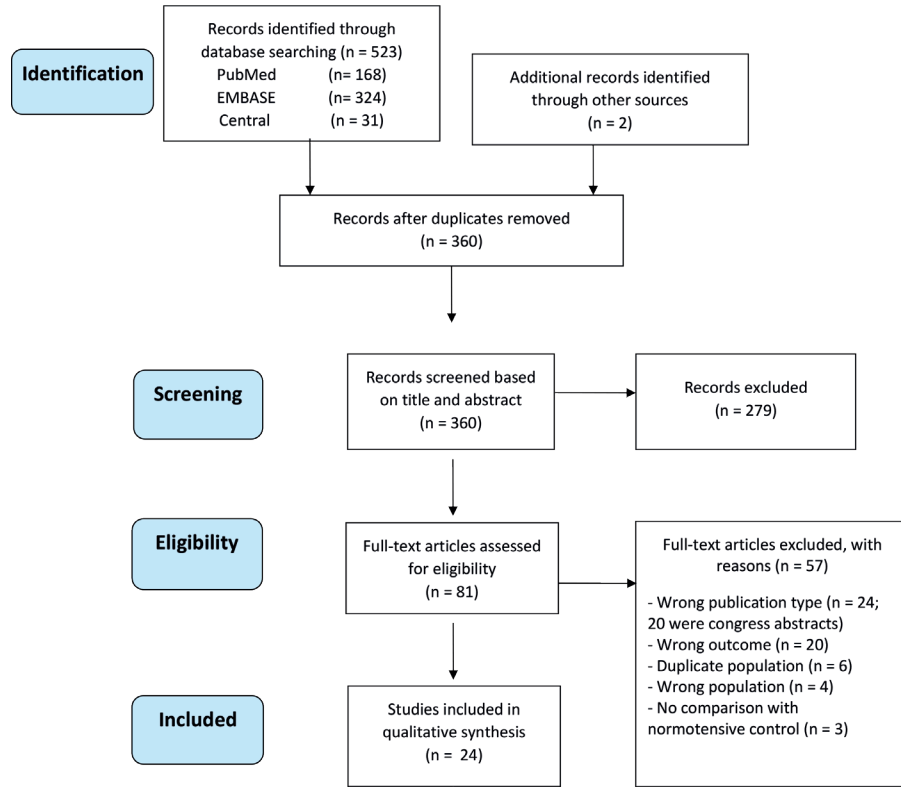 Identification
Records identified through
database searching (n = 523)
PubMed (n= 168)
EMBASE (n= 324)
Central (n = 31)
Additional records identified
through other sources
(n = 2)
Records after duplicates removed
(n = 360)
Screening
Records screened based
on title and abstract
(n = 360)
Records excluded
(n = 279)
Eligibility
Full-text articles assessed
for eligibility
(n = 81)
Full-text articles excluded, with
reasons (n = 57)
- Wrong publication type (n = 24;
20 were congress abstracts)
- Wrong outcome (n = 20)
- Duplicate population (n = 6)
- Wrong population (n = 4)
- No comparison with
normotensive control (n = 3)
Included
Studies included in
qualitative synthesis
(n = 24)